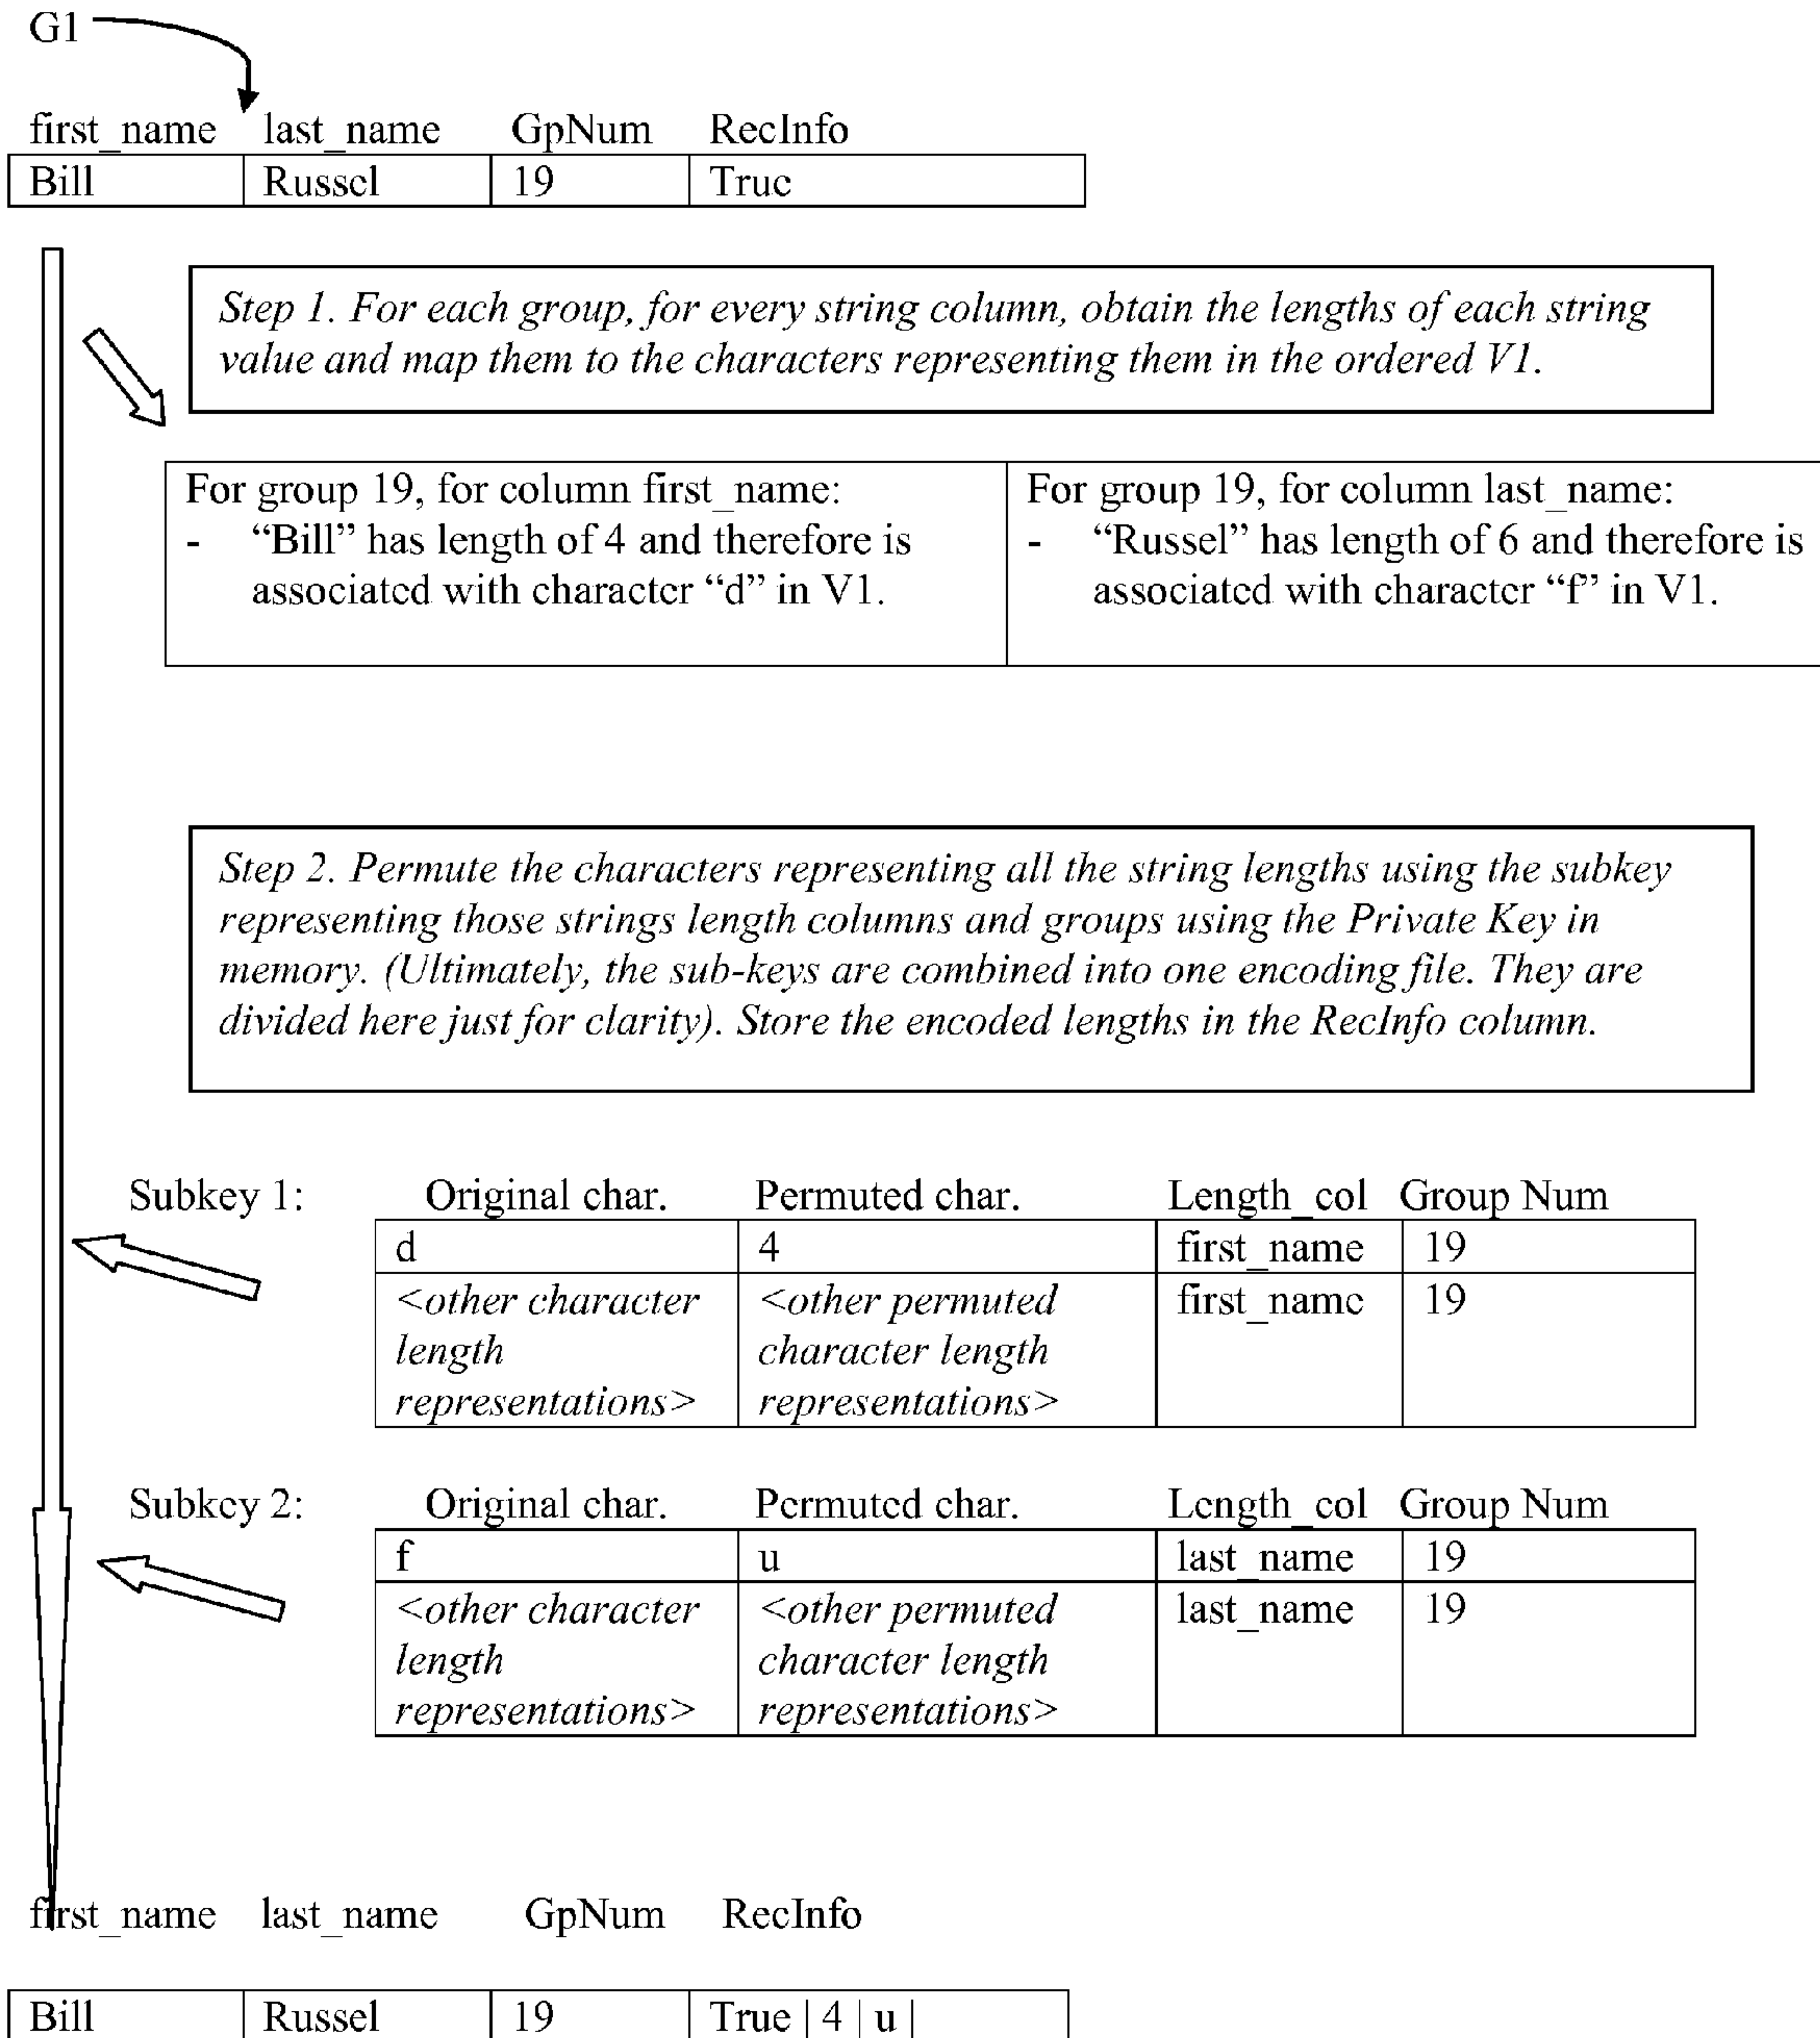 G1
first_name last_name GpNum RecInfo
Bill Russel 19 True
Step 1. For each group, for every string column, obtain the lengths of each string
value and map them to the characters representing them in the ordered V1.
For group 19, for column first_name:
- “Bill” has length of 4 and therefore is
associated with character “d” in V1.
For group 19, for column last_name:
- “Russel” has length of 6 and therefore is
associated with character “f” in V1.
Step 2. Permute the characters representing all the string lengths using the subkey
representing those strings length columns and groups using the Private Key in
memory. (Ultimately, the sub-keys are combined into one encoding file. They are
divided here just for clarity). Store the encoded lengths in the RecInfo column.
Subkey 1: Original char. Permuted char. Length_col Group Num
d 4 first_name 19
<other character <other permuted first_name 19
length character length
representations> representations>
Subkey 2: Original char. Permuted char. Length_col Group Num
f u last_name 19
<other character <other permuted last_name 19
length character length
representations> representations>
first_name last_name GpNum RecInfo
Bill Russel 19 True | 4 | u |